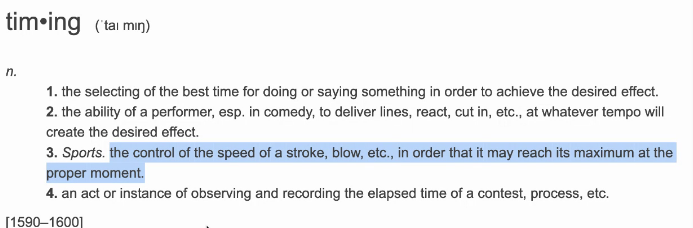 tim•ing (ˈtaɪ mɪŋ)
n.
1. the selecting of the best time for doing or saying something in order to achieve the desired effect.
2. the ability of a performer, esp. in comedy, to deliver lines, react, cut in, etc., at whatever tempo will
create the desired effect.
3. Sports. the control of the speed of a stroke, blow, etc., in order that it may reach its maximum at the
proper moment.
4. an act or instance of observing and recording the elapsed time of a contest, process, etc.
[1590–1600]